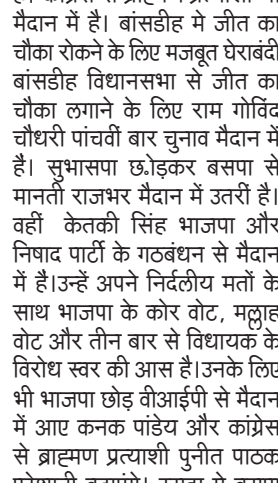 मैदान में है। बांसडीह मे जीत का
चौका रोकने के लिए मजबूत घेराबंदी
बांसडीह विधानसभा से जीत का
चौका लगाने के लिए राम गोविंद
चौधरी पांचवीं बार चुनाव मैदान में
हैं। सुभासपा छोड़कर बसपा से
मानती राजभर मैदान में उतरीं है।
वहीं केतकी सिंह भाजपा और
निषाद पार्टी के गठबंधन से मैदान
में है।उन्हें अपने निर्दलीय मतों के
साथ भाजपा के कोर वोट, मल्लाह
वोट और तीन बार से विधायक के
विरोध स्वर की आस है।उनके लिए
भी भाजपा छोड़ वीआईपी से मैदान
में आए कनक पांडेय और कांग्रेस
से ब्राह्मण प्रत्याशी पुनीत पाठक